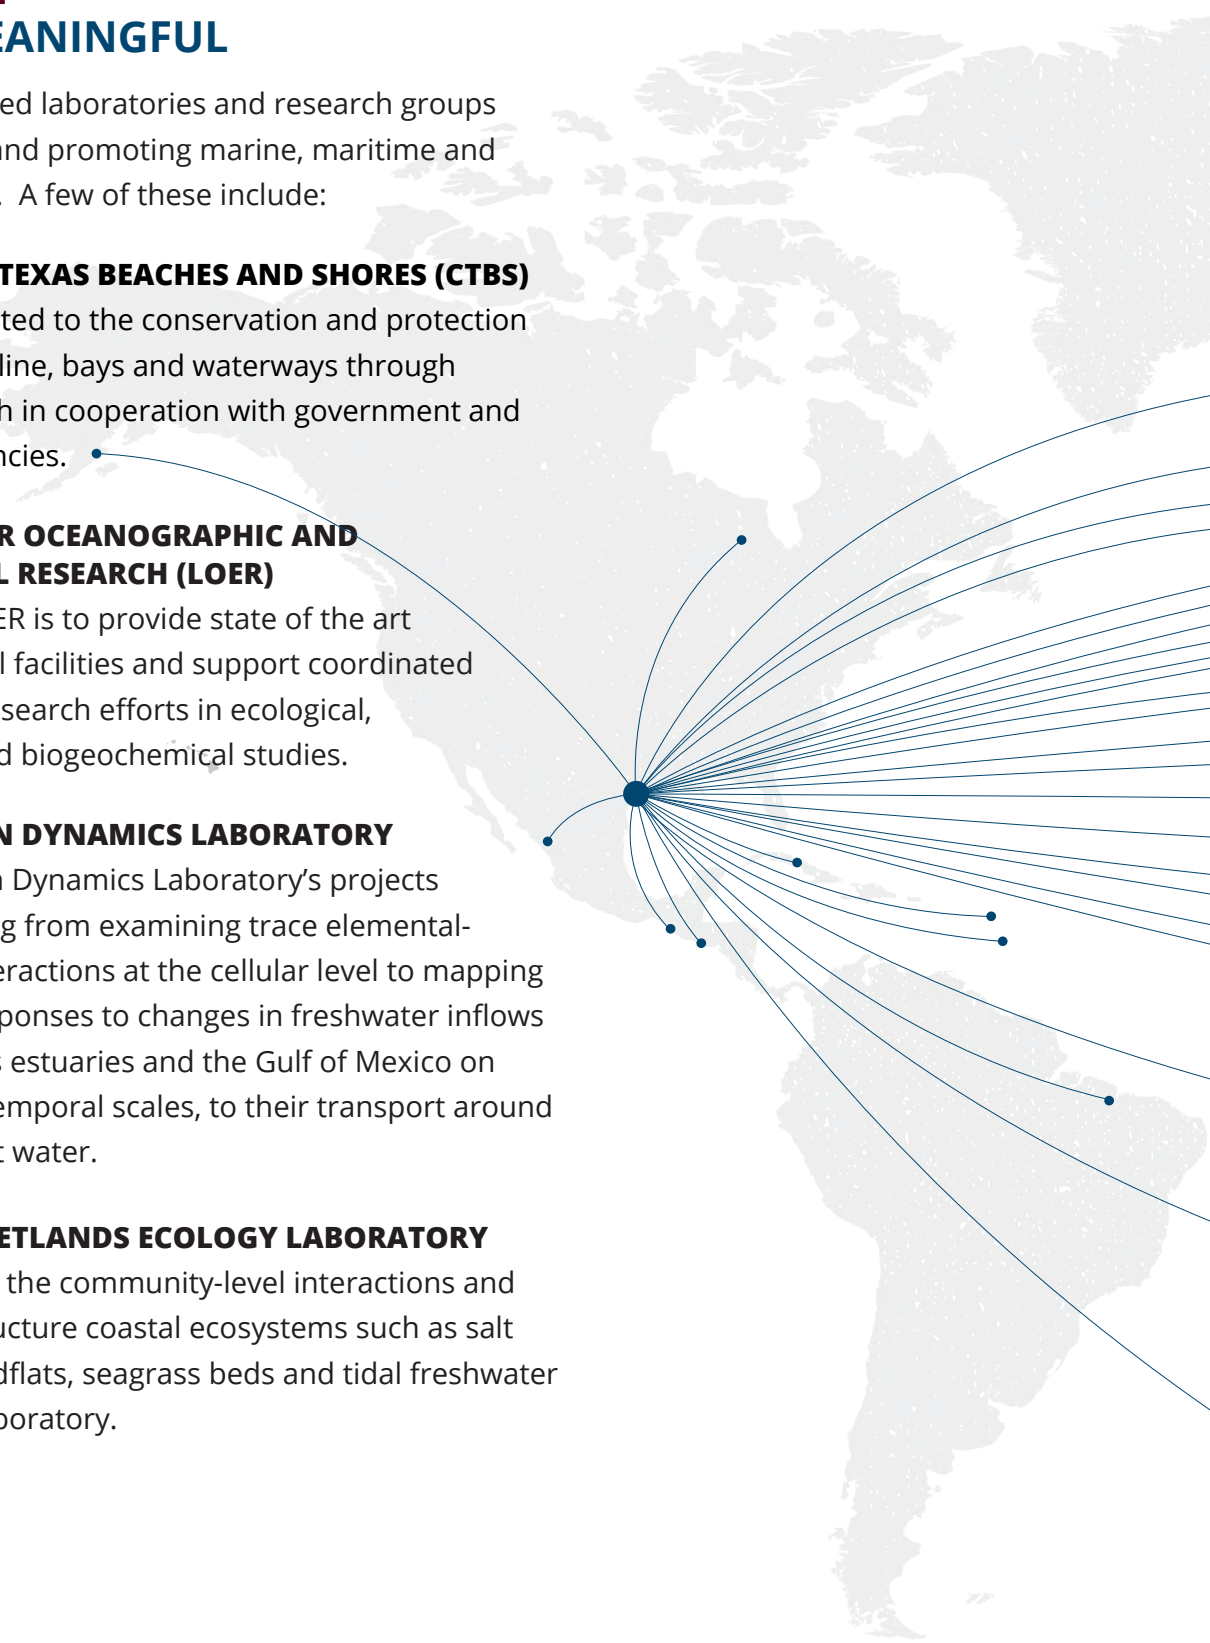 EANINGFUL
ed laboratories and research groups
and promoting marine, maritime and
. A few of these include:
TEXAS BEACHES AND SHORES (CTBS)
ted to the conservation and protection
line, bays and waterways through
h in cooperation with government and
ncies.
R OCEANOGRAPHIC AND
L RESEARCH (LOER)
ER is to provide state of the art
l facilities and support coordinated
search efforts in ecological,
d biogeochemical studies.
N DYNAMICS LABORATORY
n Dynamics Laboratory’s projects
g from examining trace elemental-
eractions at the cellular level to mapping
ponses to changes in freshwater inflows
s estuaries and the Gulf of Mexico on
emporal scales, to their transport around
t water.
ETLANDS ECOLOGY LABORATORY
the community-level interactions and
ucture coastal ecosystems such as salt
dflats, seagrass beds and tidal freshwater
boratory.